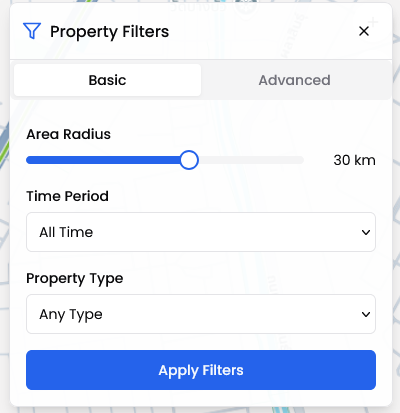 Property Filters
Basic
Advanced
Area Radius
30 km
Time Period
All Time
Property Type
Any Type
Apply Filters